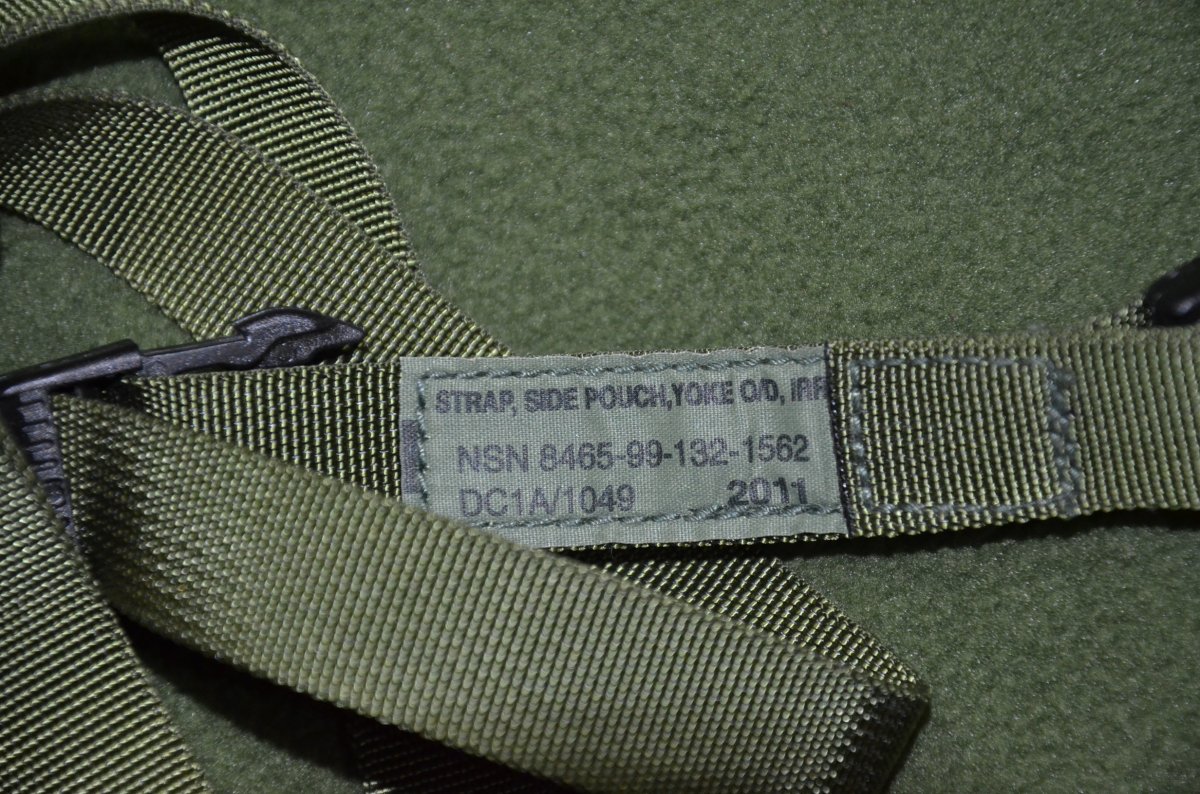 STRAP, SIDE POUCH,YOKE O/D, IRR
NSN 8465-99-132-1562
DC1A/1049 2011